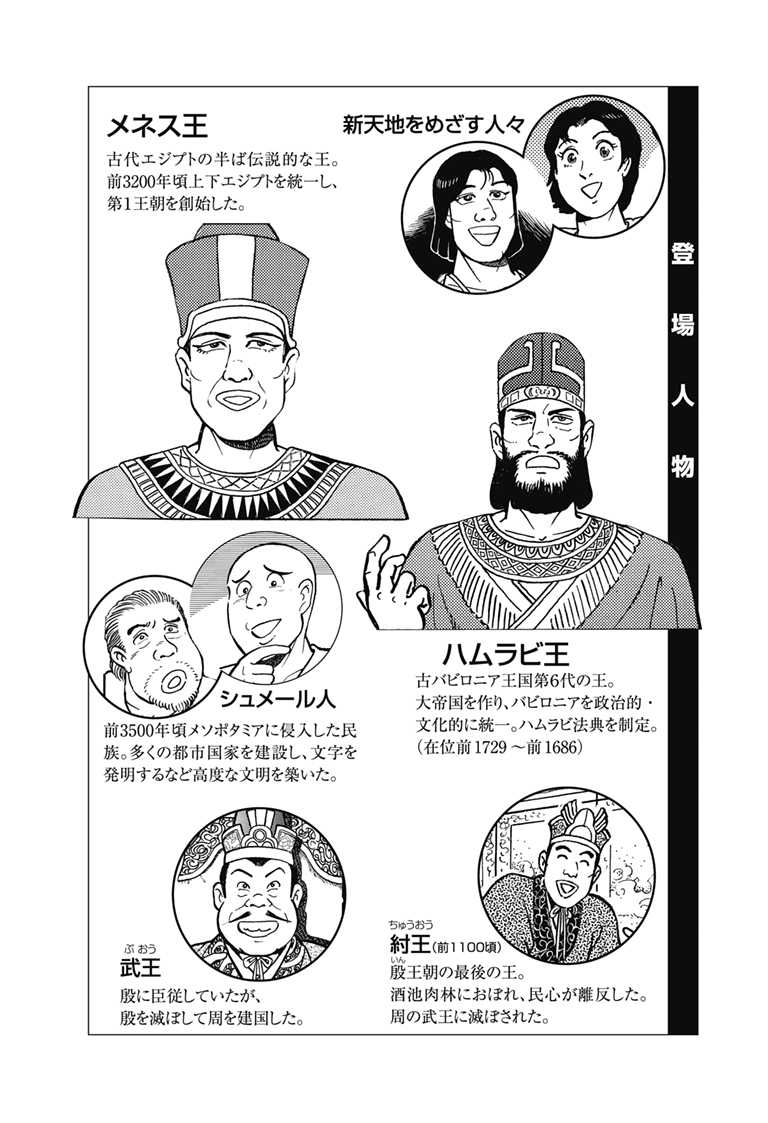 登場人物
新天地をめざす人々
メネス王
古代エジプトの半ば伝説的な王。
前3200年頃上下エジプトを統一し、
第1王朝を創始した。
ハムラビ王
古バビロニア王国第6代の王。
大帝国を作り、バビロニアを政治的・
文化的に統一。ハムラビ法典を制定。
（在位前1729～前1686）
シュメール人
前3500年頃メソポタミアに侵入した民
族。多くの都市国家を建設し、文字を
発明するなど高度な文明を築いた。
ちゅうおう
紂王（前1100頃）
いん
殷王朝の最後の王。
酒池肉林におぼれ、民心が離反した。
周の武王に滅ぼされた。
ぶおう
武王
殷に臣従していたが、
殷を滅ぼして周を建国した。